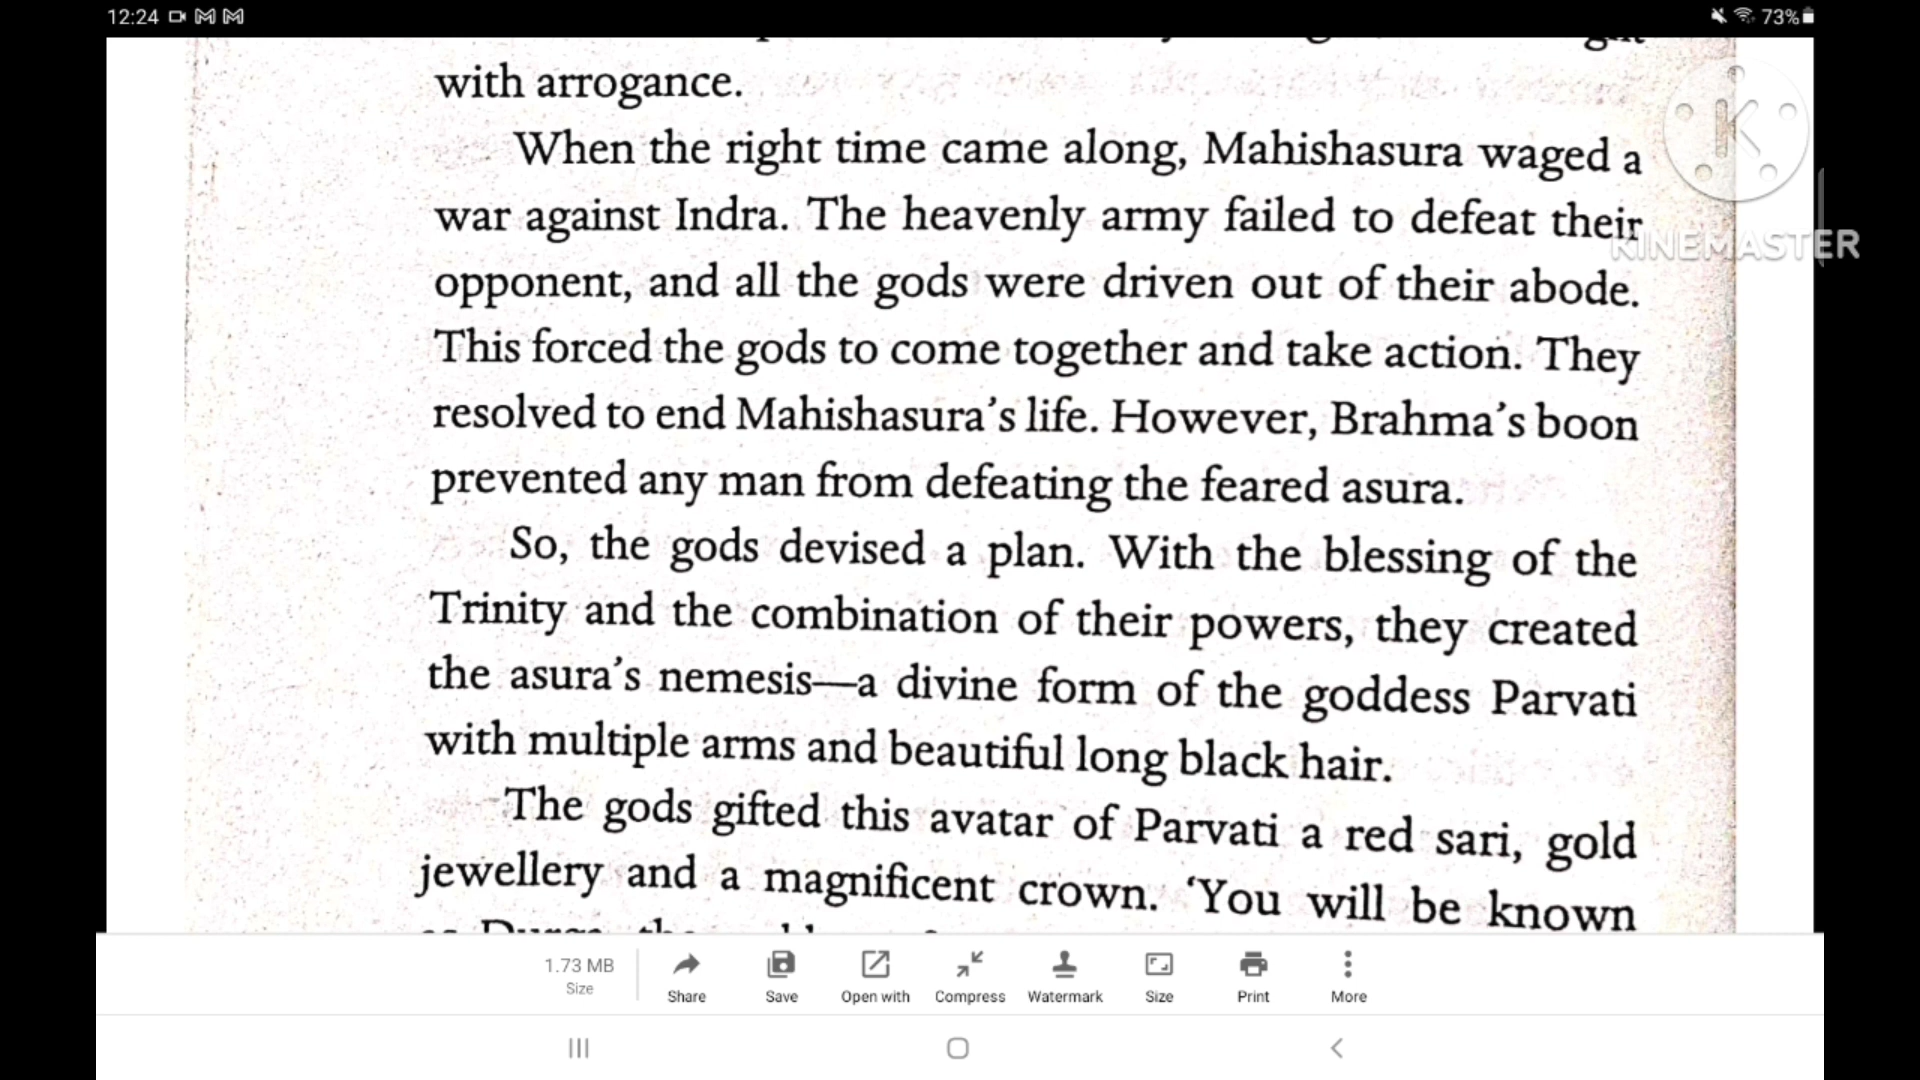 12:24
73%
with arrogance.
When the right time came along, Mahishasura waged a
war against Indra. The heavenly army failed to defeat their
opponent, and all the gods were driven out of their abode.
This forced the gods to come together and take action. They
resolved to end Mahishasura's life. However, Brahma's boon
prevented any man from defeating the feared asura.
So, the gods devised a plan. With the blessing of the
Trinity and the combination of their powers, they created
the asura's nemesis—a divine form of the goddess Parvati
with multiple arms and beautiful long black hair.
The gods gifted this avatar of Parvati a red sari, gold
jewellery and a magnificent crown. 'You will be known
K
KINEMASTER
1.73 MB
Size
Share
Save
Open with
Compress
Watermark
Size
Print
More